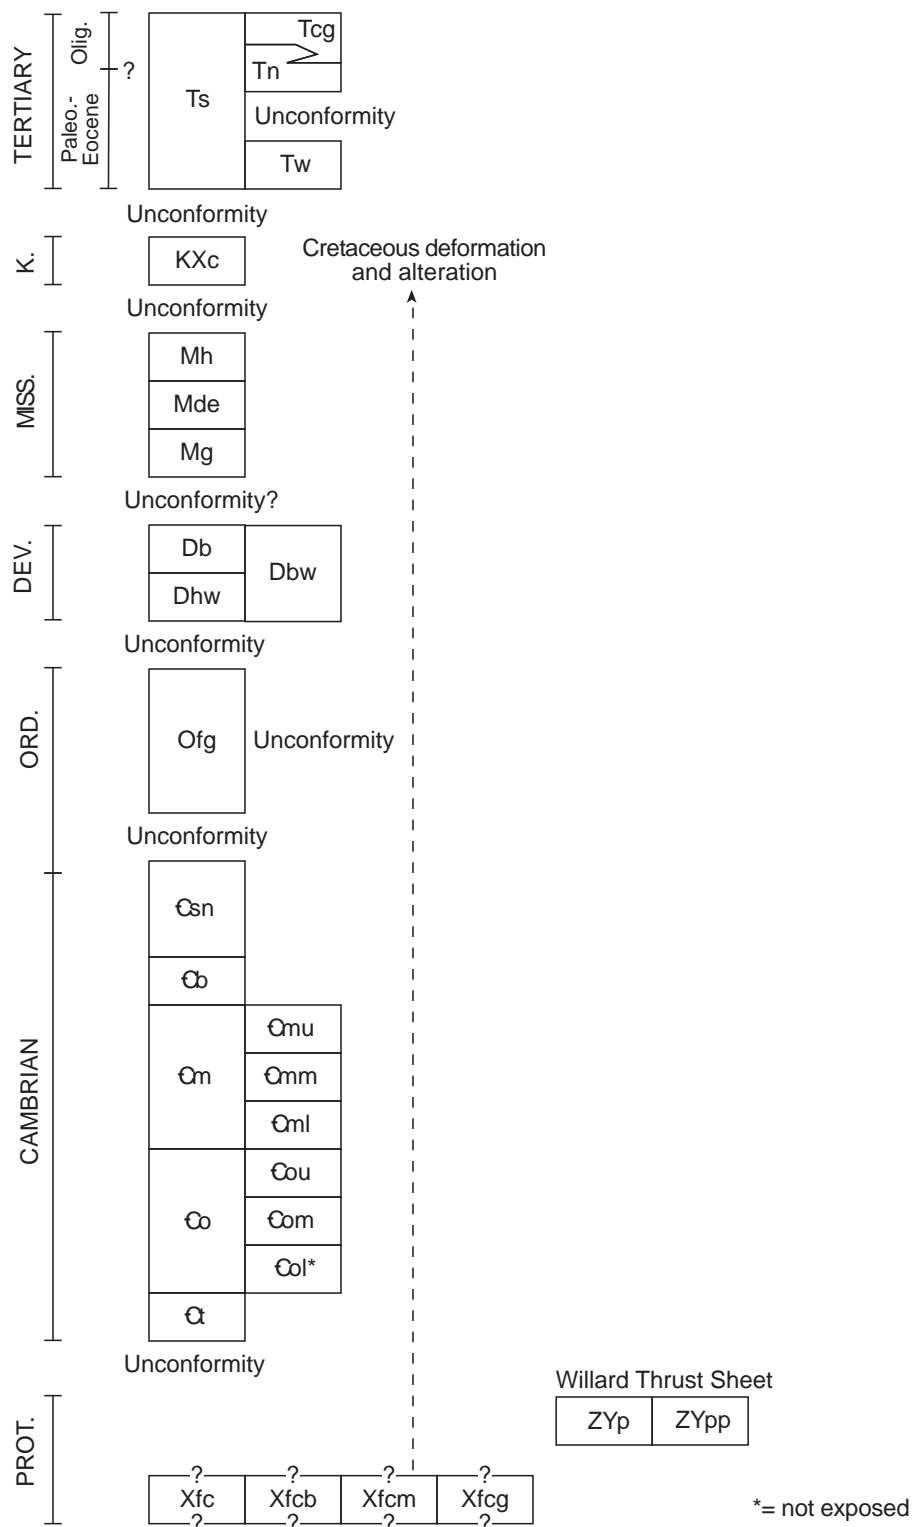 TERTIARY
Paleo.-
Eocene
Olig.
?
Ts
Tcg
Tn
Unconformity
Tw
Unconformity
K.
KXc
Cretaceous deformation
and alteration
Unconformity
MISS.
Mh
Mde
Mg
Unconformity?
DEV.
Db
Dhw
Dbw
Unconformity
ORD.
Ofg
Unconformity
Unconformity
CAMBRIAN
Ꞓsn
Ꞓb
Ꞓm
Ꞓmu
Ꞓmm
Ꞓml
Ꞓo
Ꞓou
Ꞓom
Ꞓol*
Ꞓt
Unconformity
Willard Thrust Sheet
ZYp ZYpp
PROT.
? ? ? ?
Xfc Xfcb Xfcm Xfcg
? ? ? ?
*= not exposed